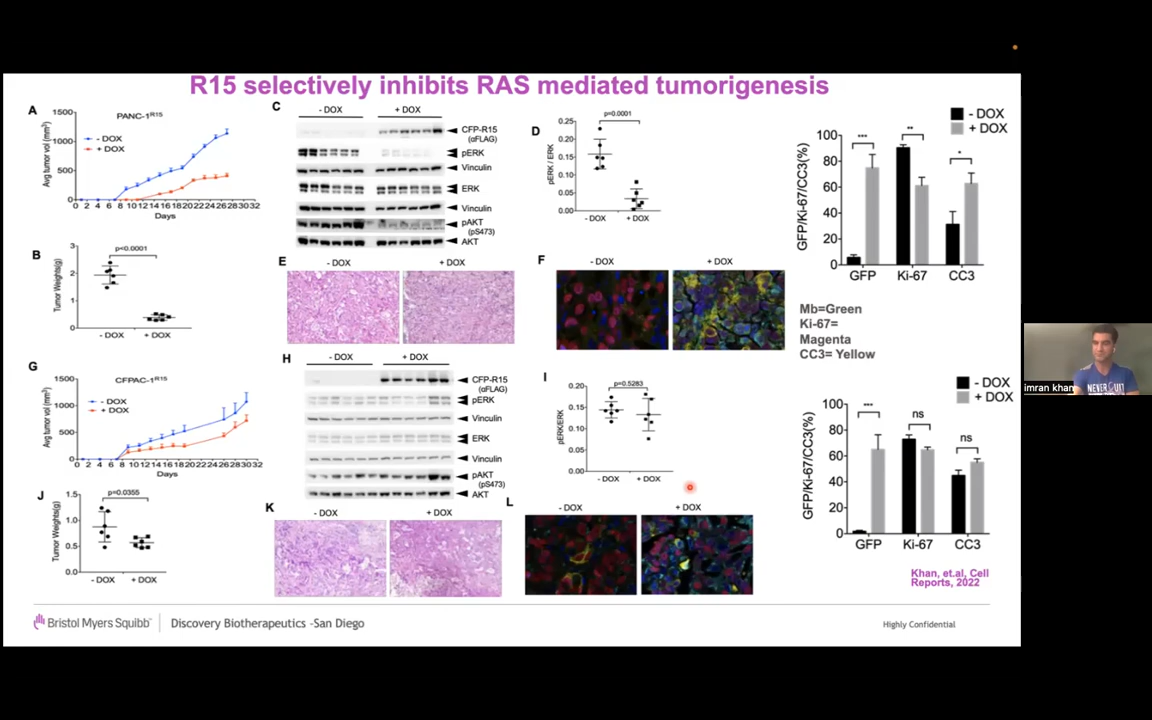 R15 selectively inhibits RAS mediated tumorigenesis
A
PANC-1R15
1500
1000
500
0
Avg tumor vol (mm3)
- DOX
+ DOX
0 2 4 6 8 10 12 14 16 18 20 22 24 26 28 30 32
Days
B
p<0.0001
3
2
1
0
Tumor Weights(g)
- DOX
+ DOX
C
- DOX
+ DOX
CFP-R15
(αFLAG)
pERK
Vinculin
ERK
Vinculin
pAKT
(pS473)
AKT
D
p=0.0001
0.25
0.20
0.15
0.10
0.05
0.00
pERK / ERK
- DOX
+ DOX
E
- DOX
+ DOX
F
- DOX
+ DOX
- DOX
+ DOX
100
80
60
40
20
0
GFP/Ki-67/CC3(%)
***
**
*
GFP
Ki-67
CC3
Mb=Green
Ki-67=
Magenta
CC3= Yellow
G
CFPAC-1R15
1500
1000
500
0
Avg tumor vol (mm3)
- DOX
+ DOX
0 2 4 6 8 10 12 14 16 18 20 22 24 26 28 30 32
Days
H
- DOX
+ DOX
CFP-R15
(αFLAG)
pERK
Vinculin
ERK
Vinculin
pAKT
(pS473)
AKT
I
p=0.5283
0.20
0.15
0.10
0.05
0.00
pERK/ERK
- DOX
+ DOX
J
p=0.0355
1.5
1.0
0.5
0.0
Tumor Weights(g)
- DOX
+ DOX
K
- DOX
+ DOX
L
- DOX
+ DOX
- DOX
+ DOX
100
80
60
40
20
0
GFP/Ki-67/CC3(%)
***
ns
ns
GFP
Ki-67
CC3
Khan, et.al, Cell
Reports, 2022
Bristol Myers Squibb
Discovery Biotherapeutics -San Diego
Highly Confidential
imran khan
NEVER QUIT